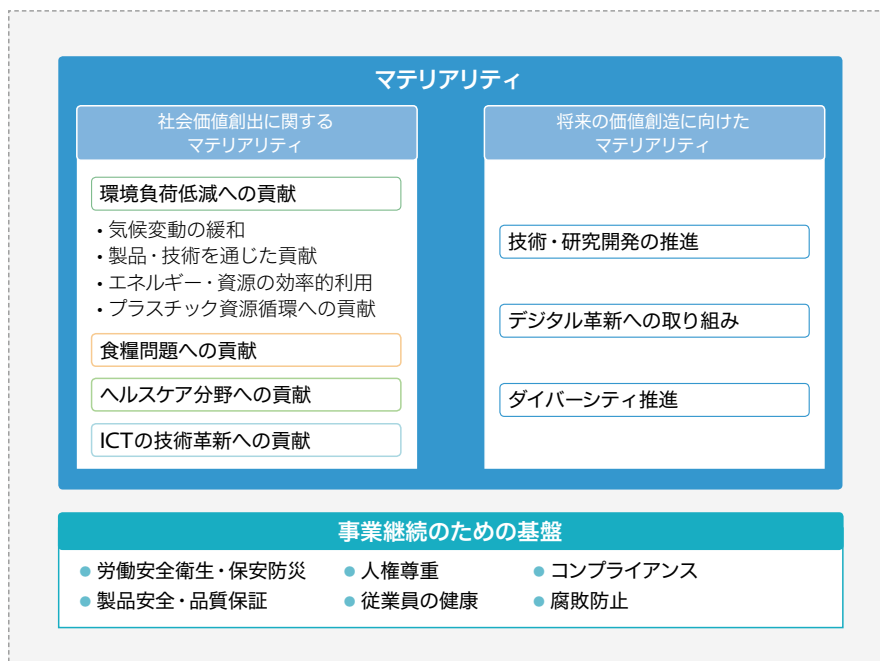 マテリアリティ
社会価値創出に関する
マテリアリティ
環境負荷低減への貢献
・気候変動の緩和
・製品・技術を通じた貢献
・エネルギー・資源の効率的利用
・プラスチック資源循環への貢献
食糧問題への貢献
ヘルスケア分野への貢献
ICTの技術革新への貢献
将来の価値創造に向けた
マテリアリティ
技術・研究開発の推進
デジタル革新への取り組み
ダイバーシティ推進
事業継続のための基盤
● 労働安全衛生・保安防災
● 製品安全・品質保証
● 人権尊重
● 従業員の健康
● コンプライアンス
● 腐敗防止